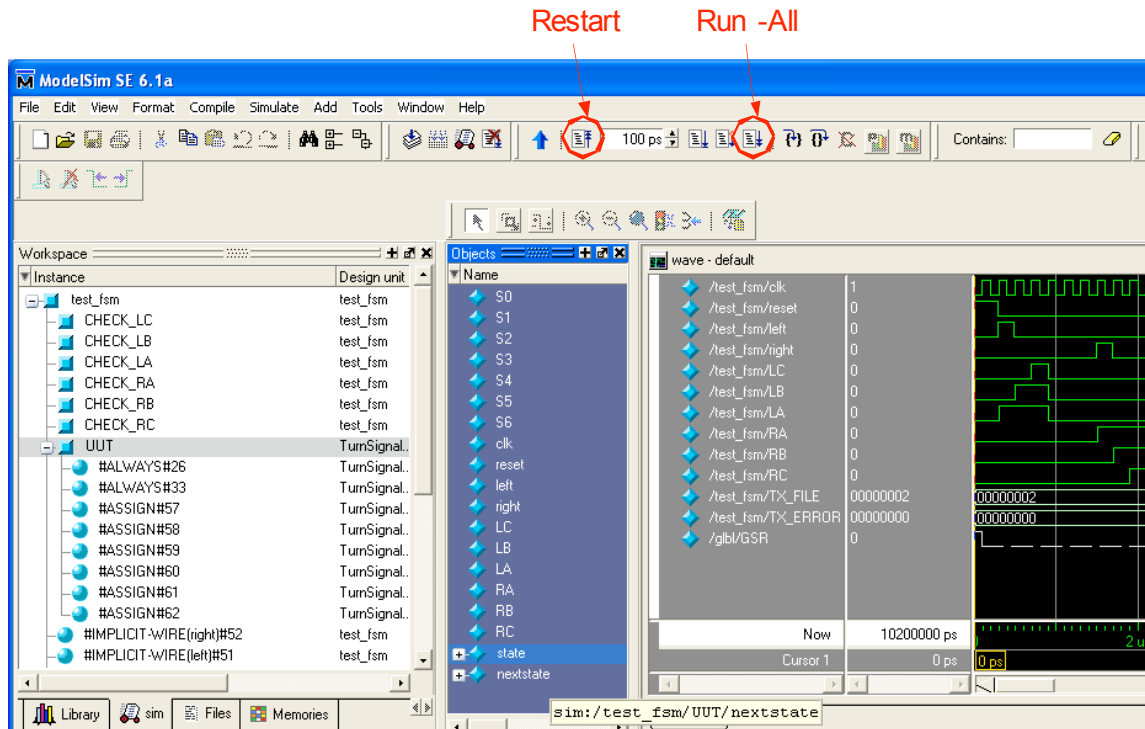 Restart Run -All
ModelSim SE 6.1a
File Edit View Format Compile Simulate Add Tools Window Help
100 ps Contains:
Workspace
Instance Design unit
test_fsm test_fsm
CHECK_LC test_fsm
CHECK_LB test_fsm
CHECK_LA test_fsm
CHECK_RA test_fsm
CHECK_RB test_fsm
CHECK_RC test_fsm
UUT TurnSignal..
#ALWAYS#26 TurnSignal..
#ALWAYS#33 TurnSignal..
#ASSIGN#57 TurnSignal..
#ASSIGN#58 TurnSignal..
#ASSIGN#59 TurnSignal..
#ASSIGN#60 TurnSignal..
#ASSIGN#61 TurnSignal..
#ASSIGN#62 TurnSignal..
#IMPLICIT-WIRE(right)#52 test_fsm
#IMPLICIT-WIRE(left)#51 test_fsm
Library sim Files Memories
Objects
Name
S0
S1
S2
S3
S4
S5
S6
clk
reset
left
right
LC
LB
LA
RA
RB
RC
state
nextstate
sim:/test_fsm/UUT/nextstate
wave - default
/test_fsm/clk 1
/test_fsm/reset 0
/test_fsm/left 0
/test_fsm/right 0
/test_fsm/LC 0
/test_fsm/LB 0
/test_fsm/LA 0
/test_fsm/RA 0
/test_fsm/RB 0
/test_fsm/RC 0
/test_fsm/TX_FILE 00000002 00000002
/test_fsm/TX_ERROR 00000000 00000000
/glbl/GSR 0
Now 10200000 ps 2 u
Cursor 1 0 ps 0 ps